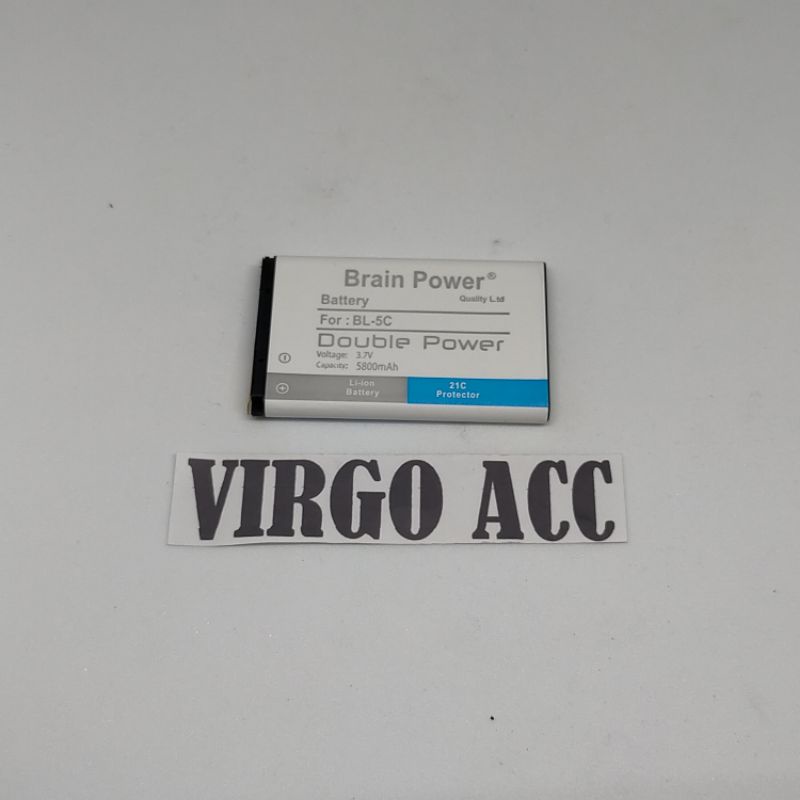 Brain Power®
Battery Quality L.td
For : BL-5C
Double Power
Voltage: 3.7V
Capacity: 5800mAh
Li-ion Battery
21C Protector
VIRGO ACC